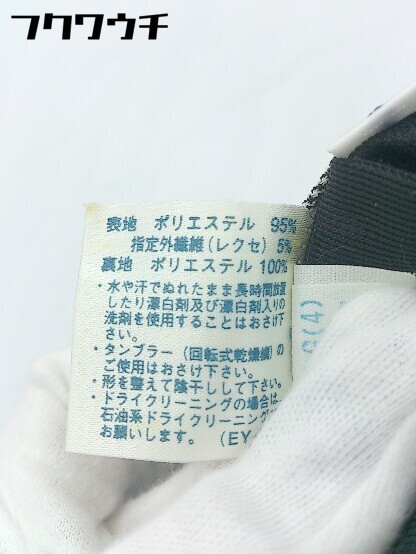 フクワウチ
表地 ポリエステル 95%
指定外繊維(レクセ) 5%
裏地 ポリエステル 100%
・水や汗でぬれたまま長時間放置
したり漂白剤及び漂白剤入りの
洗剤を使用することはおさけ下
さい。
・タンブラー(回転式乾燥機)の
ご使用はおさけ下さい。
・形を整えて陰干しして下さい。
・ドライクリーニングの場合は、
石油系ドライクリーニング
お願いします。 (EY
(4)